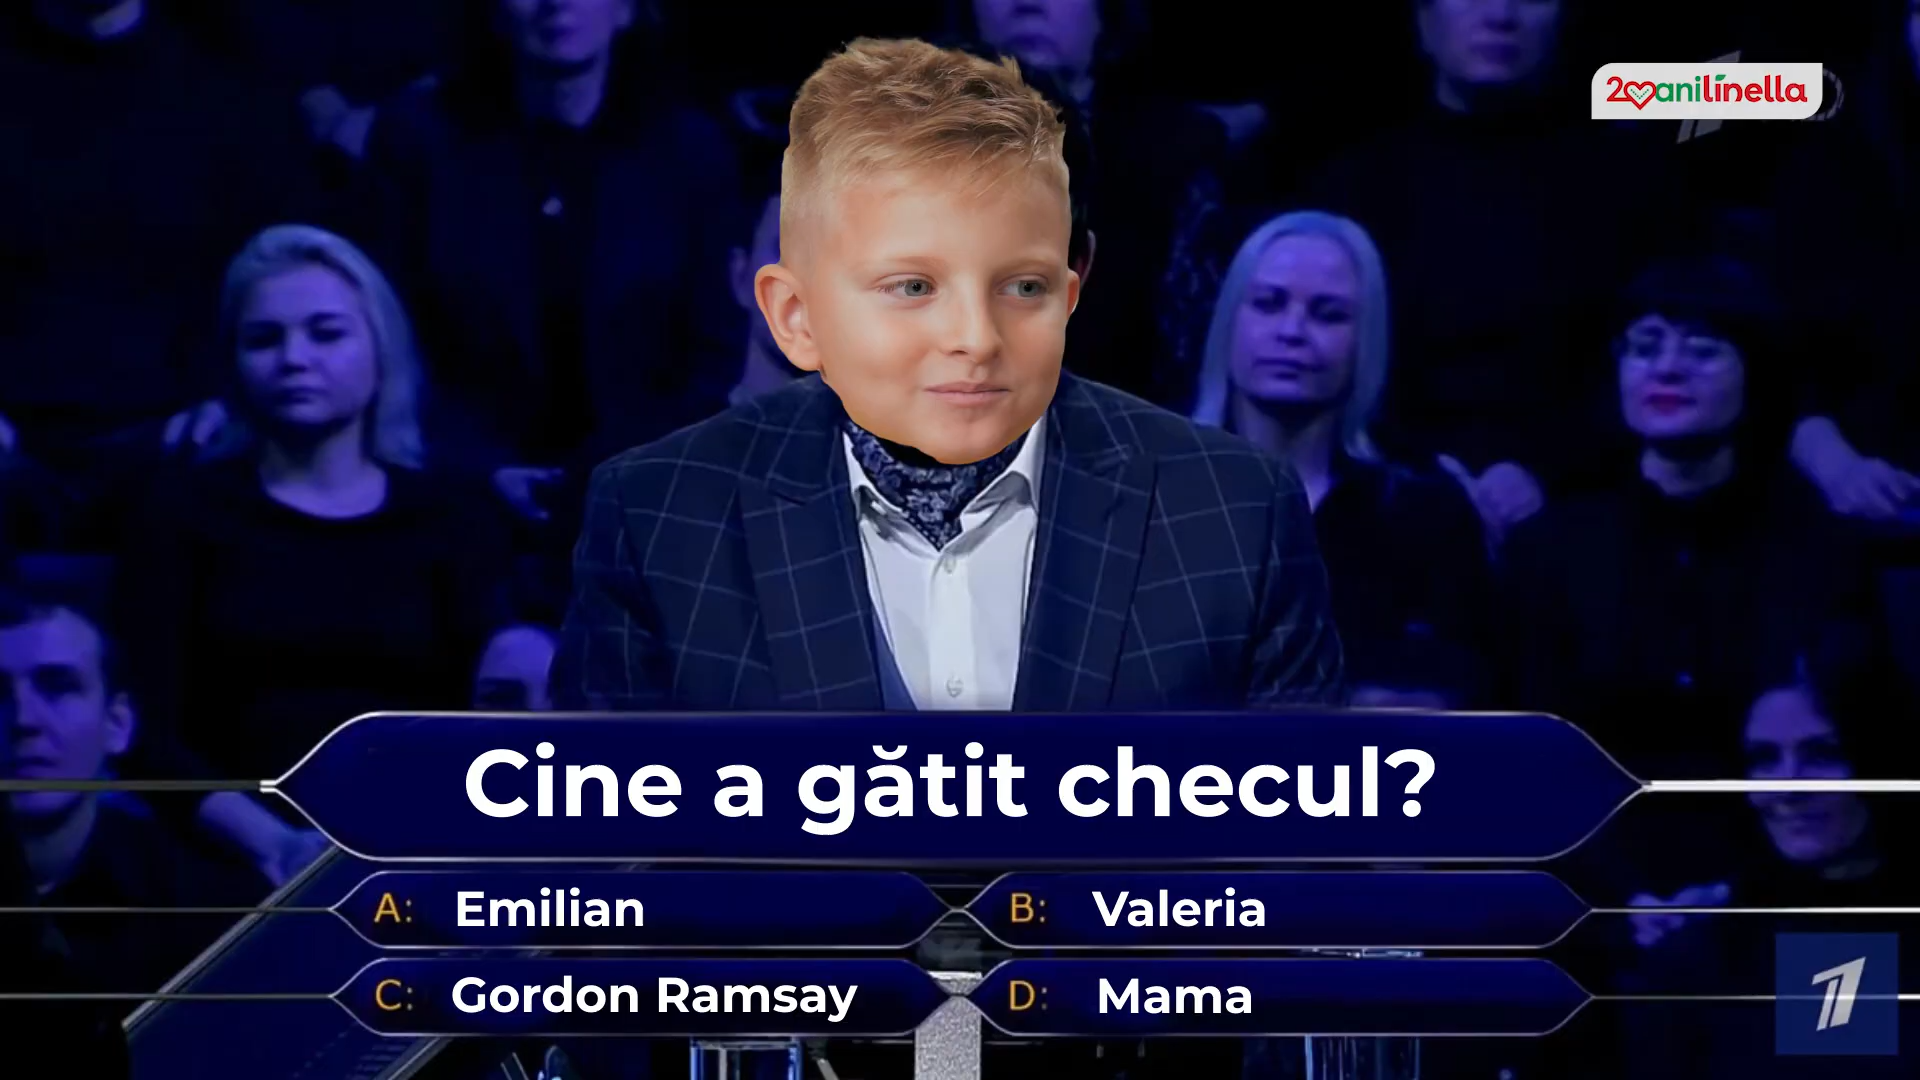 20anilinella
Cine a gătit checul?
A: Emilian
B: Valeria
C: Gordon Ramsay
D: Mama